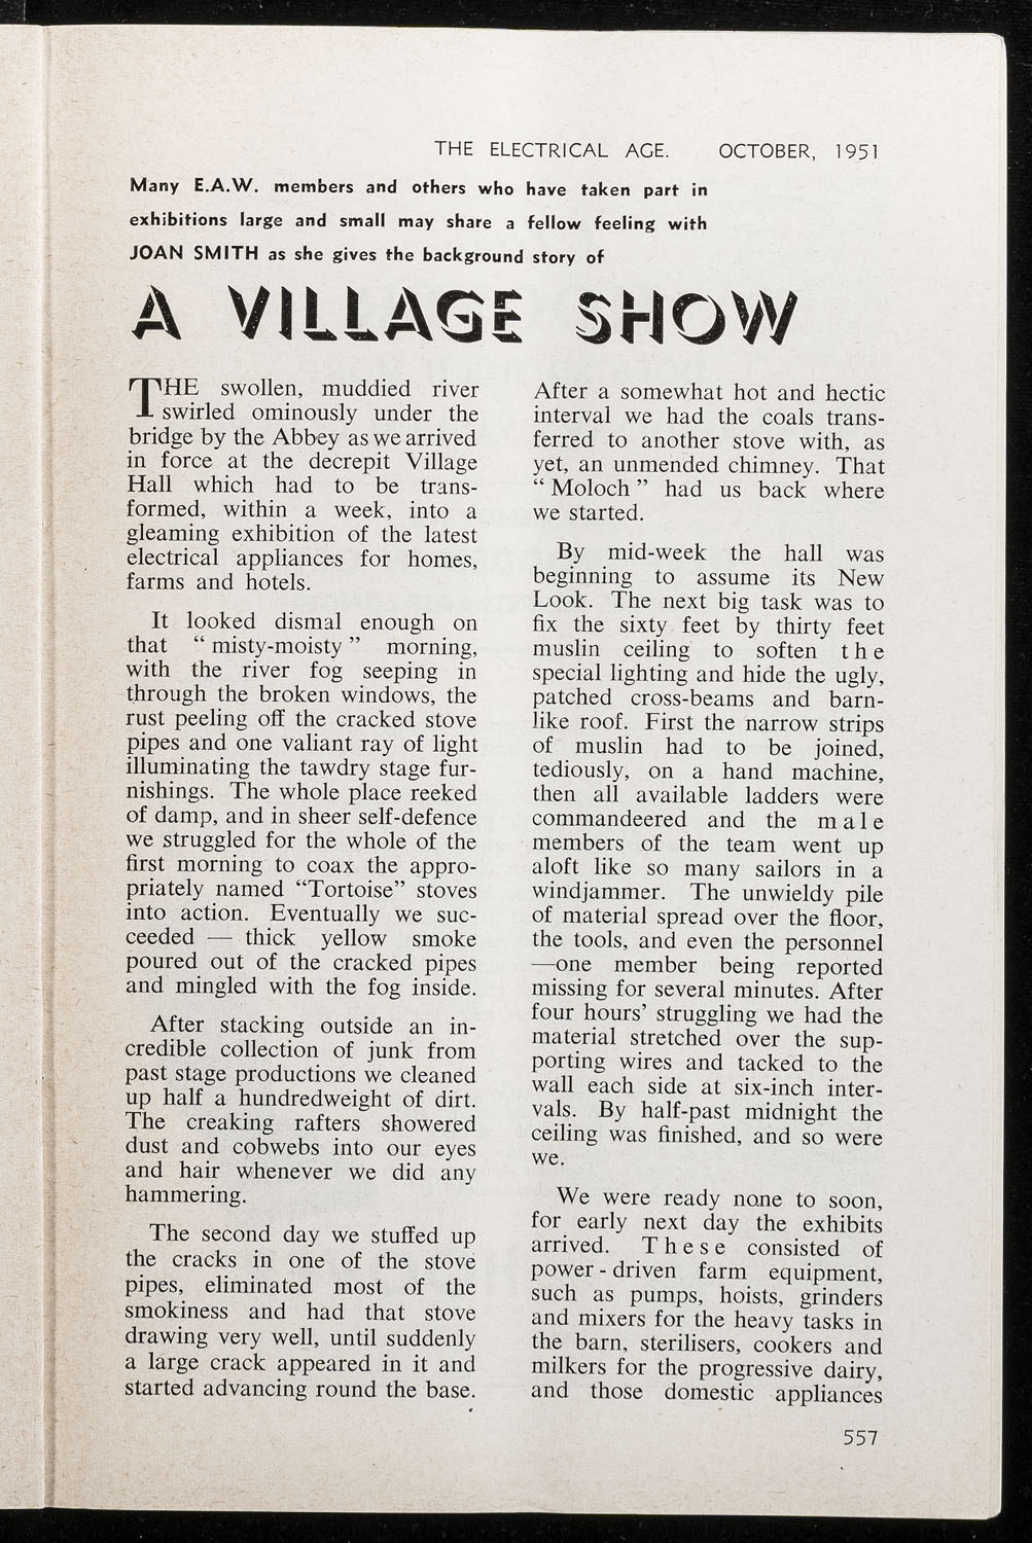 THE ELECTRICAL AGE. OCTOBER, 1951
Many E.A.W. members and others who have taken part in
exhibitions large and small may share a fellow feeling with
JOAN SMITH as she gives the background story of
A VILLAGE SHOW
THE swollen, muddied river
swirled ominously under the
bridge by the Abbey as we arrived
in force at the decrepit Village
Hall which had to be trans-
formed, within a week, into a
gleaming exhibition of the latest
electrical appliances for homes,
farms and hotels.
It looked dismal enough on
that “misty-moisty” morning,
with the river fog seeping in
through the broken windows, the
rust peeling off the cracked stove
pipes and one valiant ray of light
illuminating the tawdry stage fur-
nishings. The whole place reeked
of damp, and in sheer self-defence
we struggled for the whole of the
first morning to coax the appro-
priately named “Tortoise” stoves
into action. Eventually we suc-
ceeded — thick yellow smoke
poured out of the cracked pipes
and mingled with the fog inside.
After stacking outside an in-
credible collection of junk from
past stage productions we cleaned
up half a hundredweight of dirt.
The creaking rafters showered
dust and cobwebs into our eyes
and hair whenever we did any
hammering.
The second day we stuffed up
the cracks in one of the stove
pipes, eliminated most of the
smokiness and had that stove
drawing very well, until suddenly
a large crack appeared in it and
started advancing round the base.
After a somewhat hot and hectic
interval we had the coals trans-
ferred to another stove with, as
yet, an unmended chimney. That
“Moloch” had us back where
we started.
By mid-week the hall was
beginning to assume its New
Look. The next big task was to
fix the sixty feet by thirty feet
muslin ceiling to soften the
special lighting and hide the ugly,
patched cross-beams and barn-
like roof. First the narrow strips
of muslin had to be joined,
tediously, on a hand machine,
then all available ladders were
commandeered and the male
members of the team went up
aloft like so many sailors in a
windjammer. The unwieldy pile
of material spread over the floor,
the tools, and even the personnel
—one member being reported
missing for several minutes. After
four hours’ struggling we had the
material stretched over the sup-
porting wires and tacked to the
wall each side at six-inch inter-
vals. By half-past midnight the
ceiling was finished, and so were
we.
We were ready none to soon,
for early next day the exhibits
arrived. These consisted of
power-driven farm equipment,
such as pumps, hoists, grinders
and mixers for the heavy tasks in
the barn, sterilisers, cookers and
milkers for the progressive dairy,
and those domestic appliances
557